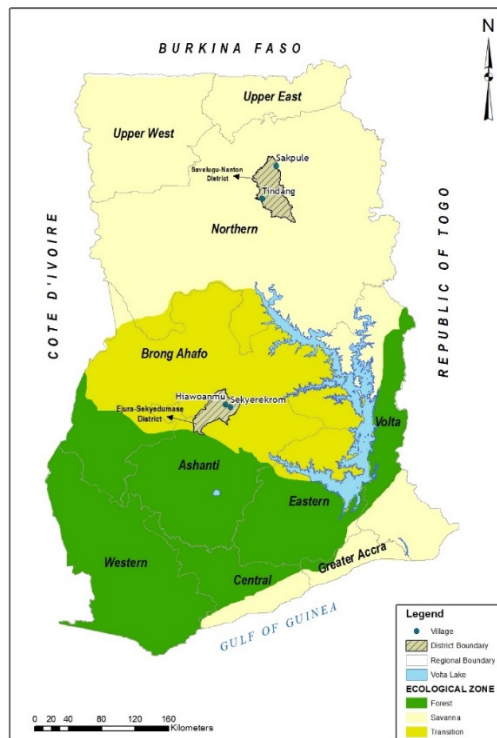 N
BURKINA FASO
Upper East
Upper West
Sakpule
Savelugu-Nanton
District
Tindang
Northern
COTE D'IVOIRE
REPUBLIC OF TOGO
Brong Ahafo
Hiawoanmu
Sekyerekrom
Ejura-Sekyedumase
District
Volta
Ashanti
Eastern
Western
Greater Accra
Central
GULF OF GUINEA
Legend
Village
District Boundary
Regional Boundary
Volta Lake
ECOLOGICAL ZONE
Forest
Savanna
Transition
0 20 40 80 120 160
Kilometers